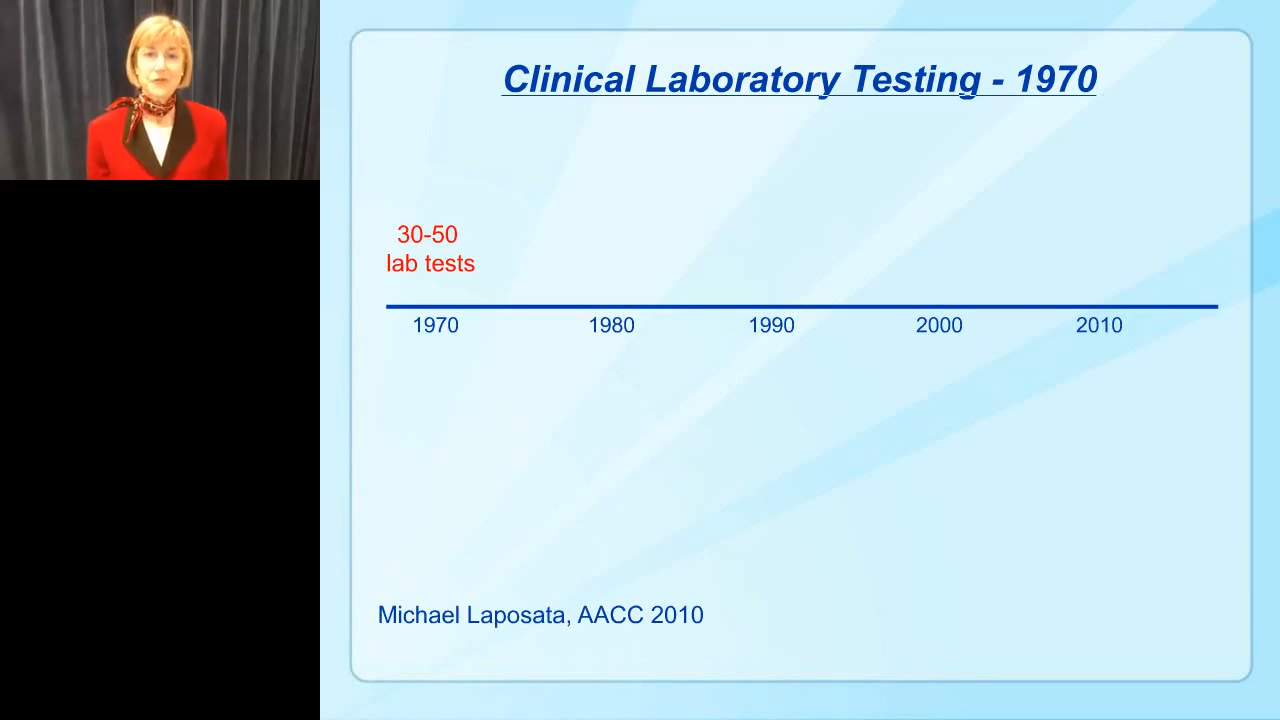 Clinical Laboratory Testing - 1970
30-50
lab tests
1970 1980 1990 2000 2010
Michael Laposata, AACC 2010